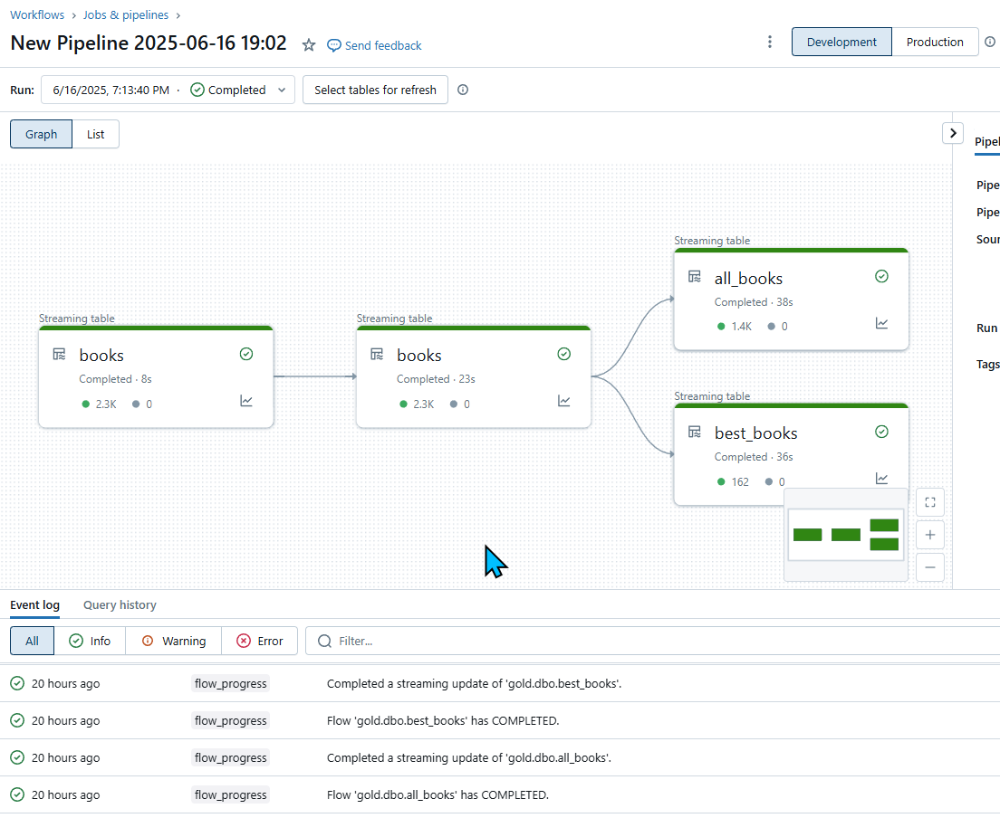 Workflows › Jobs & pipelines ›
New Pipeline 2025-06-16 19:02 Send feedback Development Production
Run: 6/16/2025, 7:13:40 PM · Completed Select tables for refresh
Graph List
Pipel
Pipe
Pipe
Sour
Run
Tags
Streaming table
books
Completed · 8s
2.3K 0
Streaming table
books
Completed · 23s
2.3K 0
Streaming table
all_books
Completed · 38s
1.4K 0
Streaming table
best_books
Completed · 36s
162 0
Event log Query history
All Info Warning Error Filter...
20 hours ago flow_progress Completed a streaming update of 'gold.dbo.best_books'.
20 hours ago flow_progress Flow 'gold.dbo.best_books' has COMPLETED.
20 hours ago flow_progress Completed a streaming update of 'gold.dbo.all_books'.
20 hours ago flow_progress Flow 'gold.dbo.all_books' has COMPLETED.